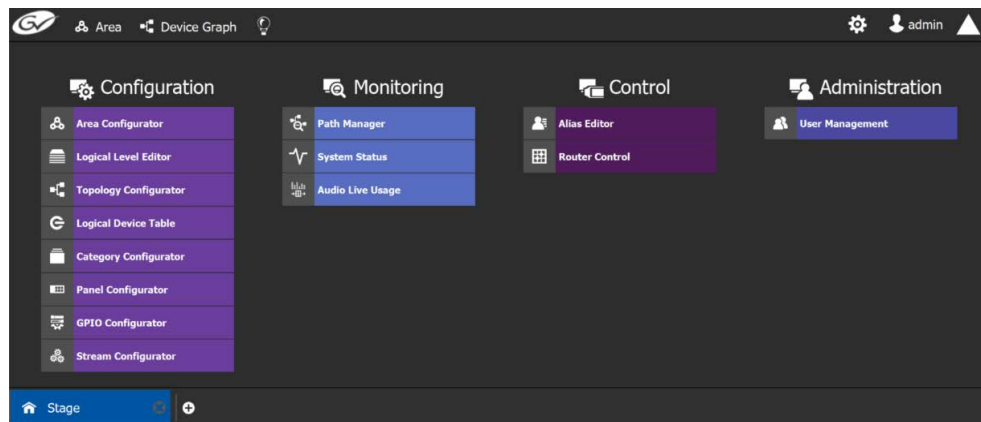 GV Area Device Graph admin
Configuration
Area Configurator
Logical Level Editor
Topology Configurator
Logical Device Table
Category Configurator
Panel Configurator
GPIO Configurator
Stream Configurator
Monitoring
Path Manager
System Status
Audio Live Usage
Control
Alias Editor
Router Control
Administration
User Management
Stage